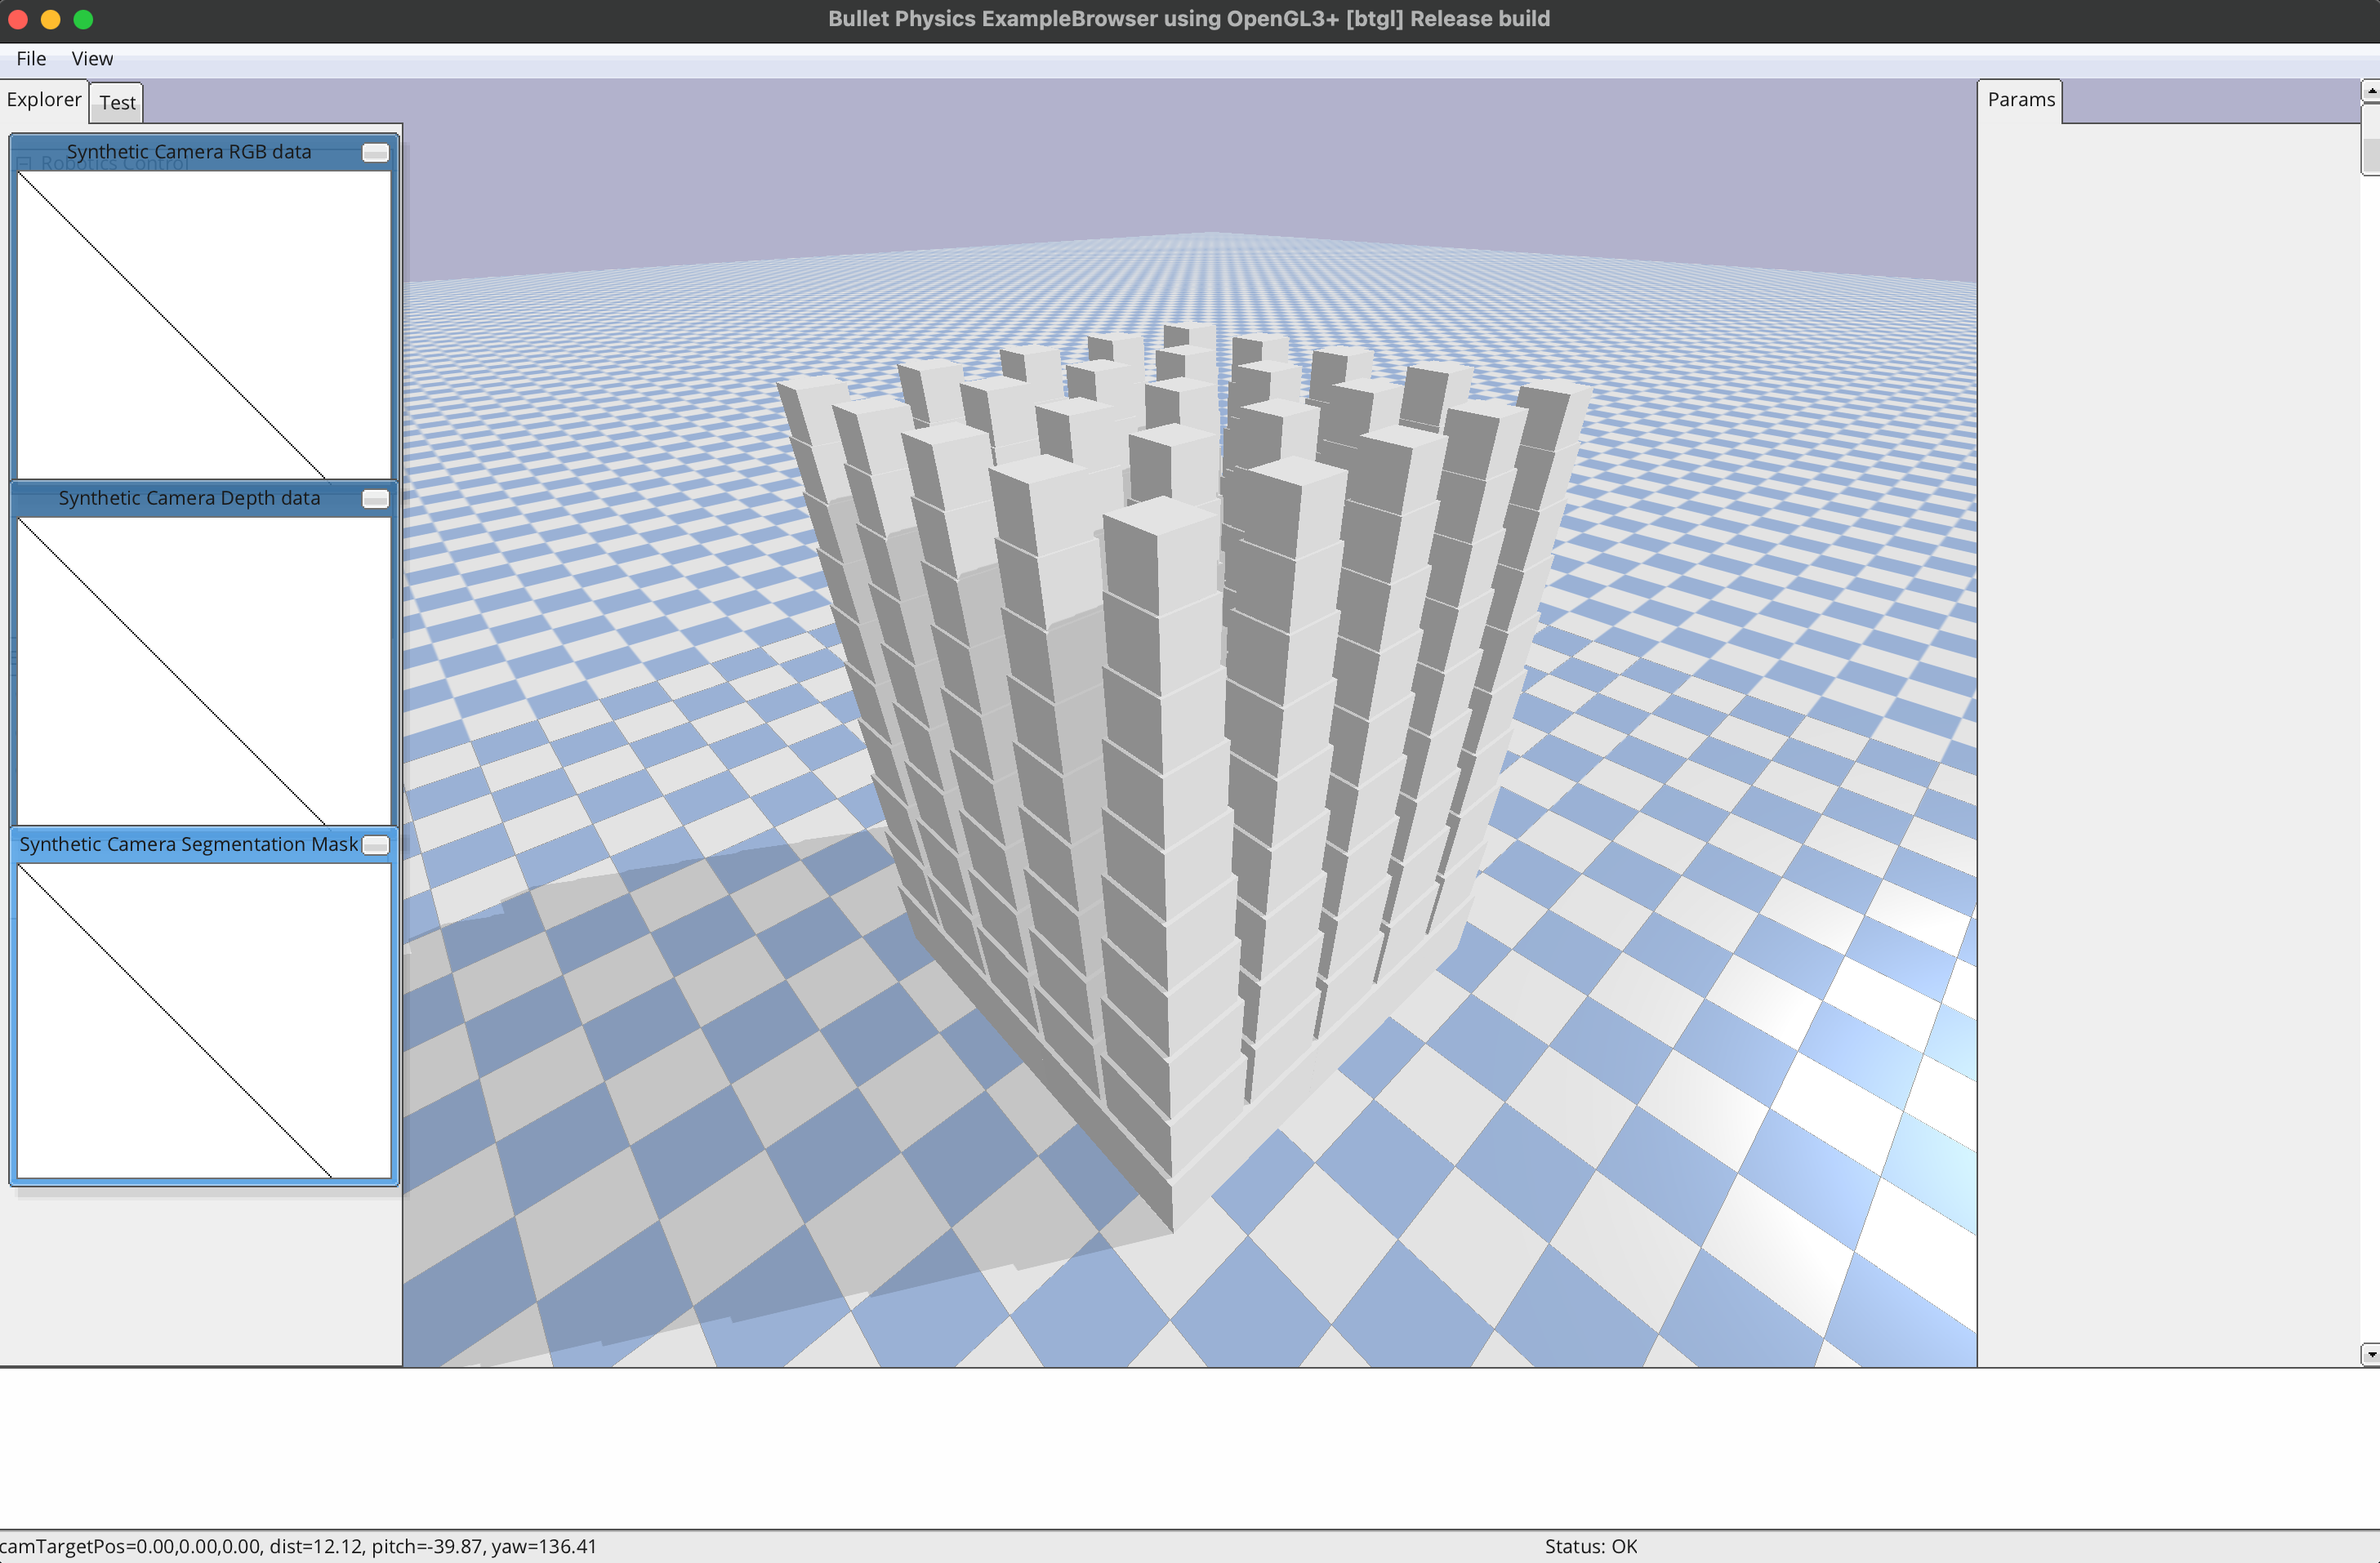 Bullet Physics ExampleBrowser using OpenGL3+ [btgl] Release build
File View
Explorer Test
Params
Synthetic Camera RGB data
Robotics Control
Synthetic Camera Depth data
Synthetic Camera Segmentation Mask
camTargetPos=0.00,0.00,0.00, dist=12.12, pitch=-39.87, yaw=136.41
Status: OK